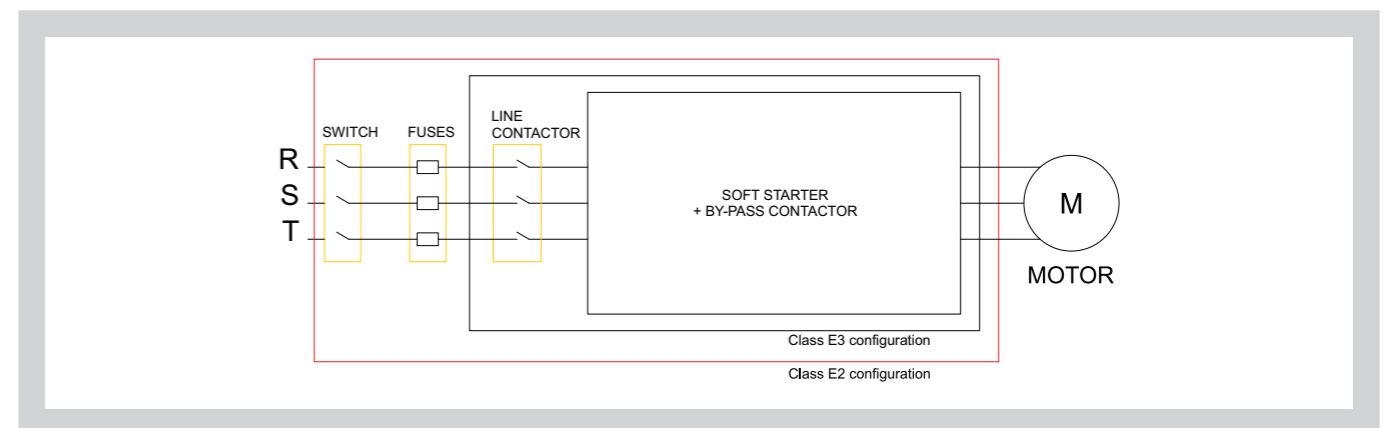 SWITCH
FUSES
LINE
CONTACTOR
R
S
T
SOFT STARTER
+ BY-PASS CONTACTOR
M
MOTOR
Class E3 configuration
Class E2 configuration